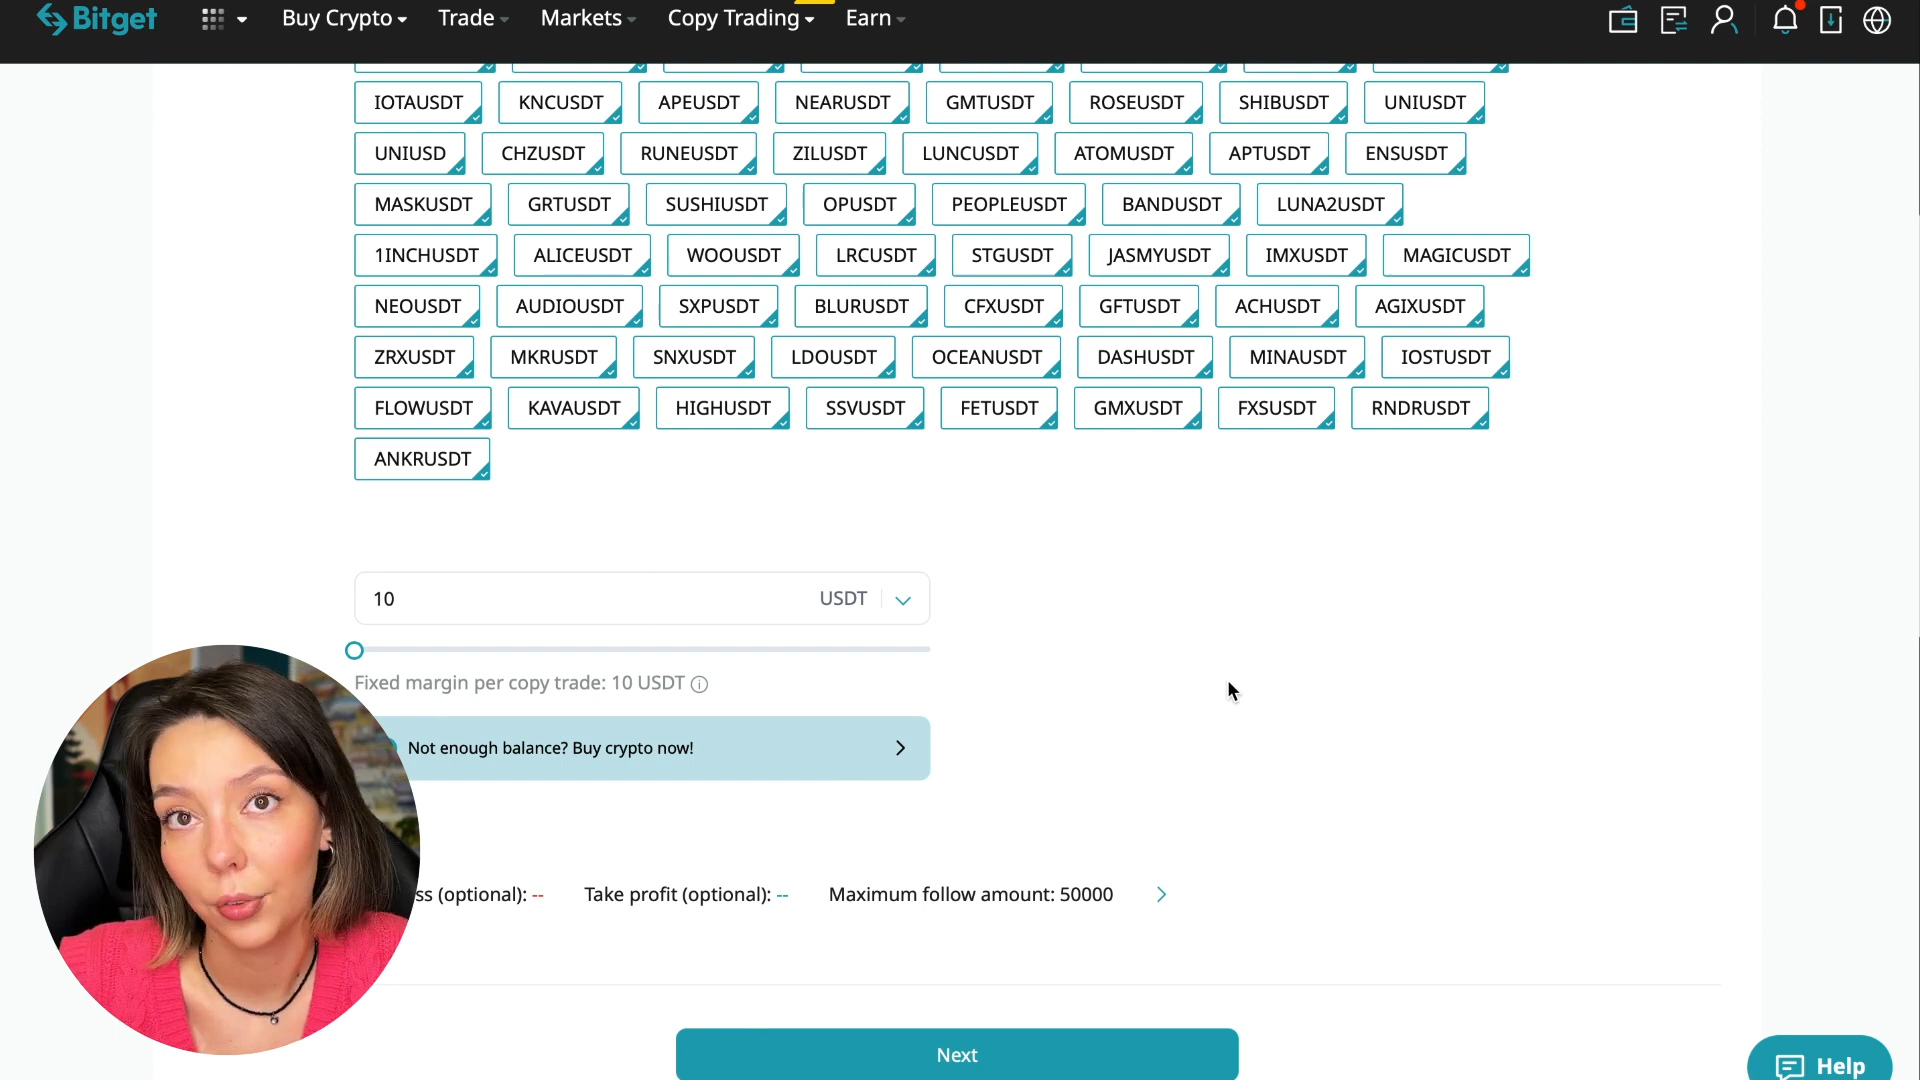 Bitget Buy Crypto Trade Markets Copy Trading Earn
IOTAUSDT KNCUSDT APEUSDT NEARUSDT GMTUSDT ROSEUSDT SHIBUSDT UNIUSDT
UNIUSD CHZUSDT RUNEUSDT ZILUSDT LUNCUSDT ATOMUSDT APTUSDT ENSUSDT
MASKUSDT GRTUSDT SUSHIUSDT OPUSDT PEOPLEUSDT BANDUSDT LUNA2USDT
1INCHUSDT ALICEUSDT WOOUSDT LRCUSDT STGUSDT JASMYUSDT IMXUSDT MAGICUSDT
NEOUSDT AUDIOUSDT SXPUSDT BLURUSDT CFXUSDT GFTUSDT ACHUSDT AGIXUSDT
ZRXUSDT MKRUSDT SNXUSDT LDOUSDT OCEANUSDT DASHUSDT MINAUSDT IOSTUSDT
FLOWUSDT KAVAUSDT HIGHUSDT SSVUSDT FETUSDT GMXUSDT FXSUSDT RNDRUSDT
ANKRUSDT
10 USDT
Fixed margin per copy trade: 10 USDT
Not enough balance? Buy crypto now!
ss (optional): -- Take profit (optional): -- Maximum follow amount: 50000
Next
Help